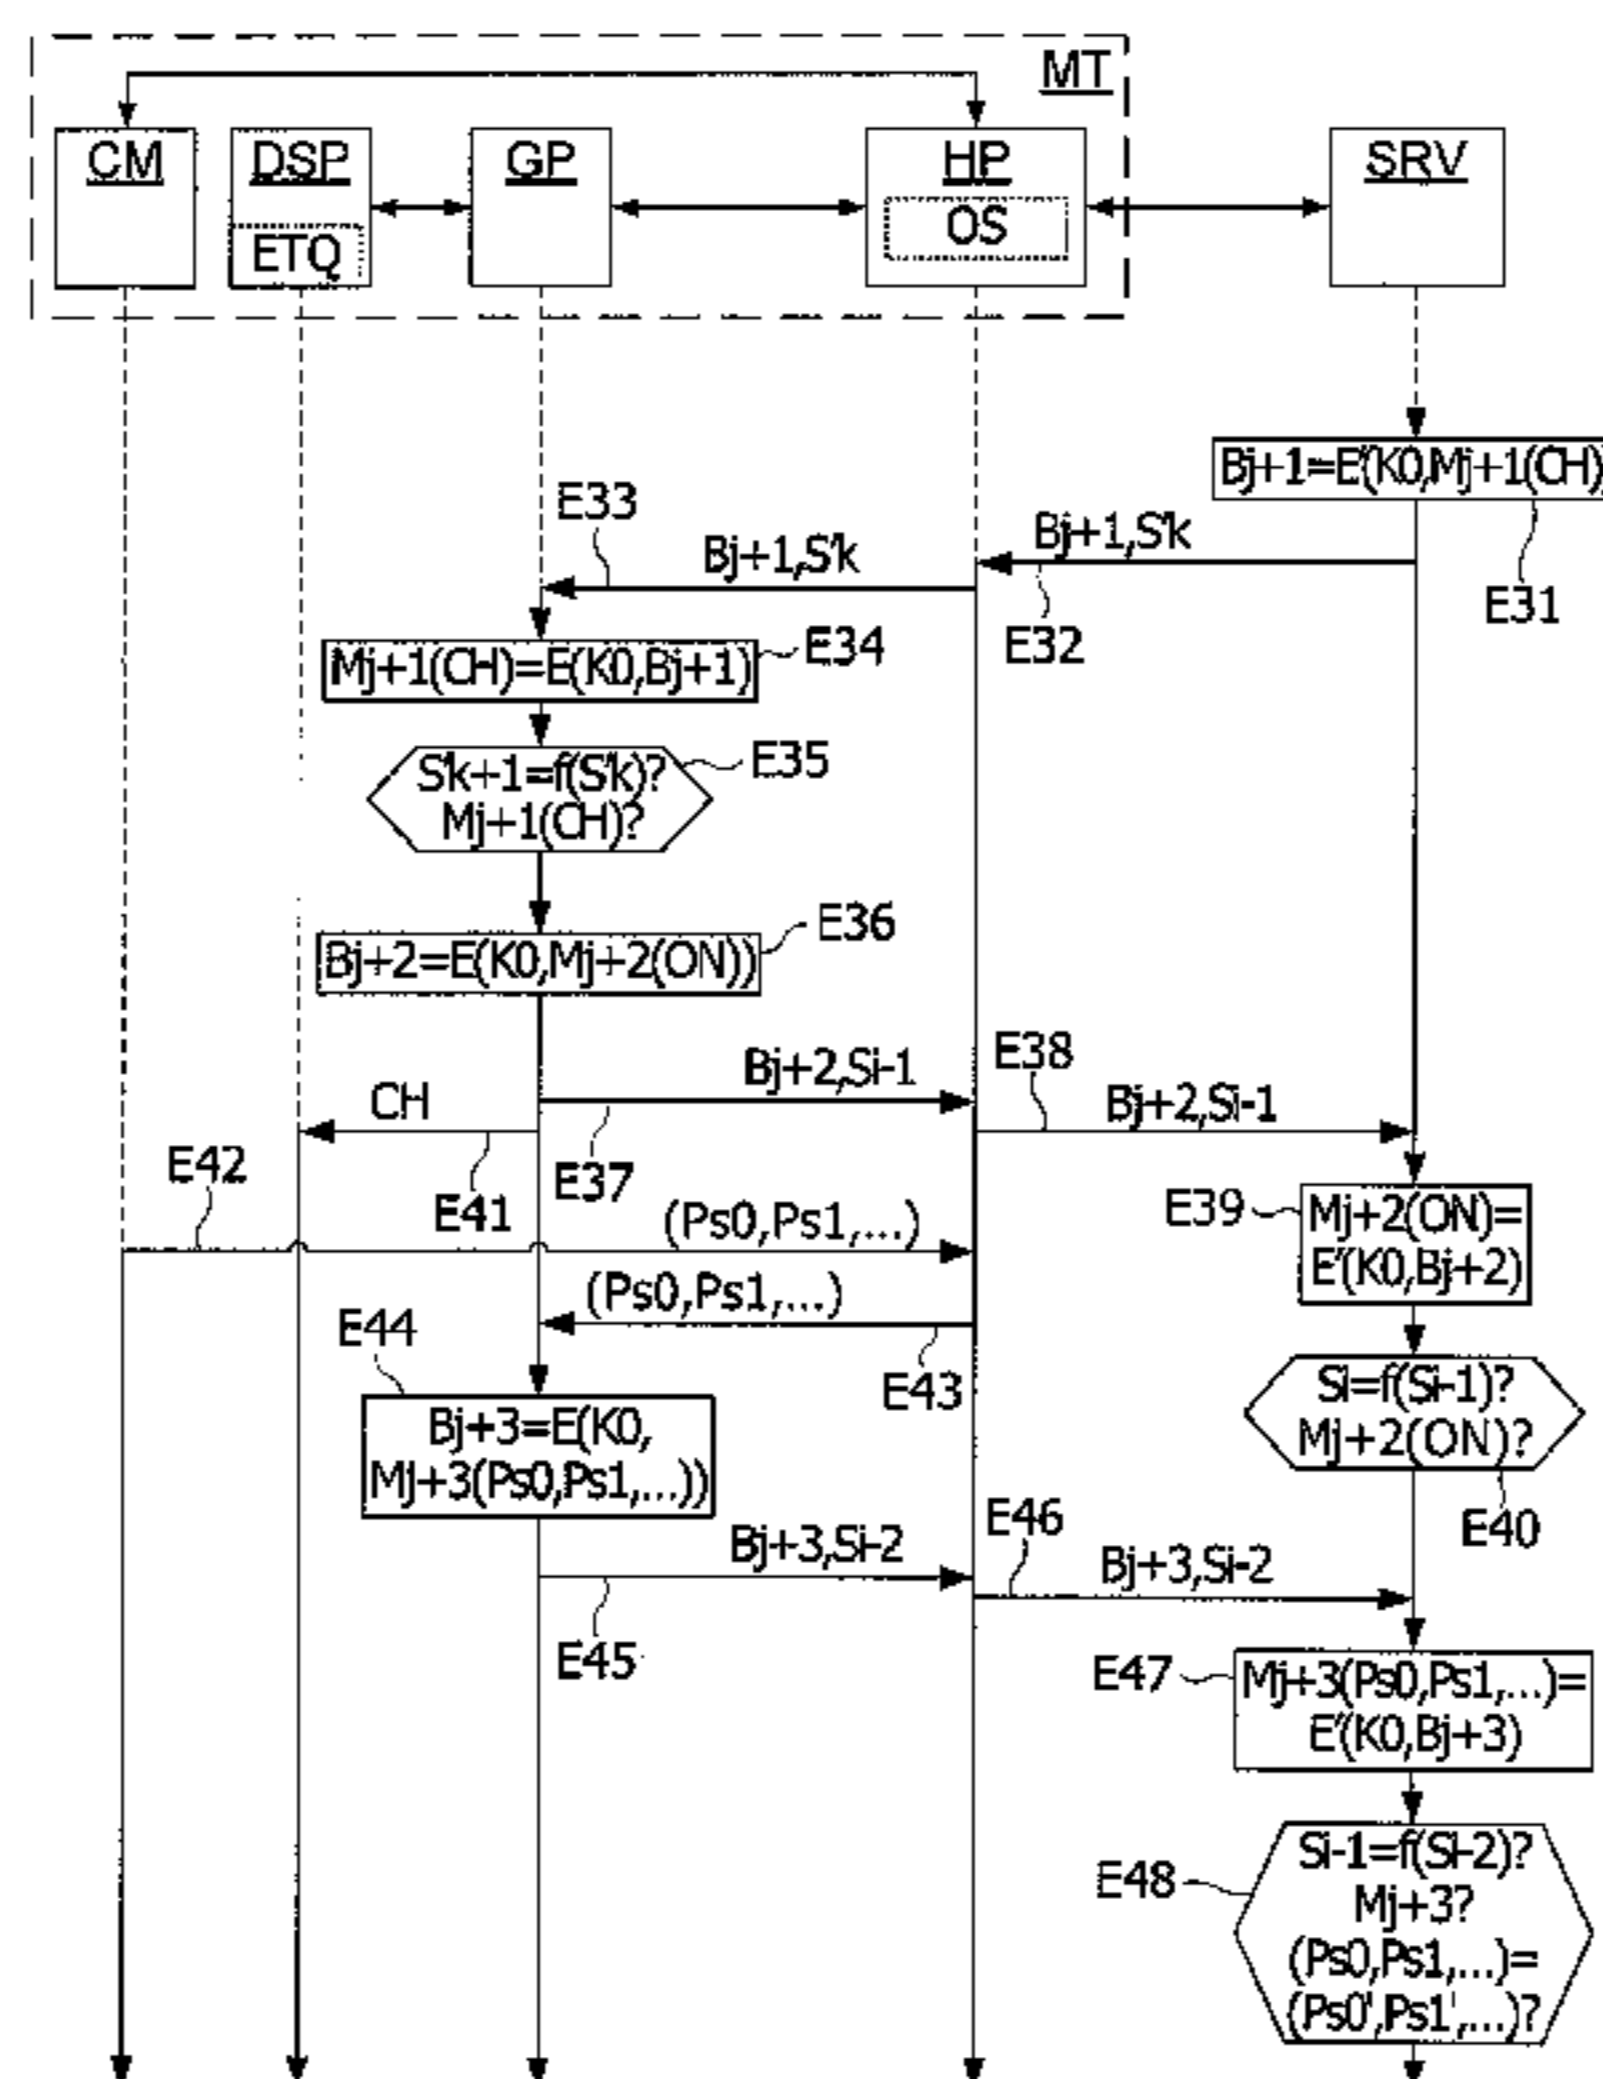 MT
CM
DSP
GP
HP
SRV
OS
ETQ
Bj+1=E'(K0,Mj+1(CH)
E33
Bj+1,S'k
Bj+1,S'k
E31
E32
E34
Mj+1(CH)=E(K0,Bj+1)
E35
S'k+1=f(S'k)?
Mj+1(CH)?
E36
Bj+2=E(K0,Mj+2(ON))
E38
Bj+2,Si-1
CH
Bj+2,Si-1
E42
E37
E41
E39
Mj+2(ON)=
E'(K0,Bj+2)
(Ps0,Ps1,...)
(Ps0,Ps1,...)
E44
E43
Si=f(Si-1)?
Mj+2(ON)?
Bj+3=E(K0,
Mj+3(Ps0,Ps1,...))
E40
E46
Bj+3,Si-2
Bj+3,Si-2
E45
E47
Mj+3(Ps0,Ps1,...)=
E'(K0,Bj+3)
E48
Si-1=f(Si-2)?
Mj+3?
(Ps0,Ps1,...)=
(Ps0',Ps1',...)?